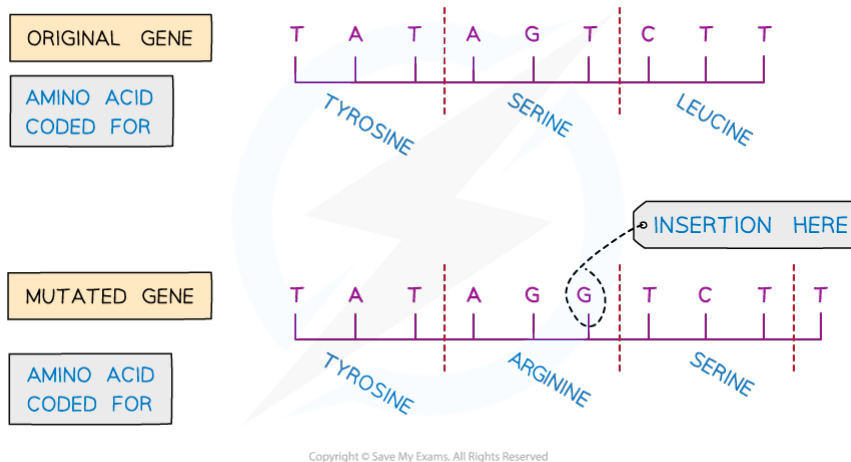 ORIGINAL GENE
T A T A G T C T T
AMINO ACID
CODED FOR
TYROSINE
SERINE
LEUCINE
INSERTION HERE
MUTATED GENE
T A T A G G T C T T
AMINO ACID
CODED FOR
TYROSINE
ARGININE
SERINE
Copyright © Save My Exams. All Rights Reserved